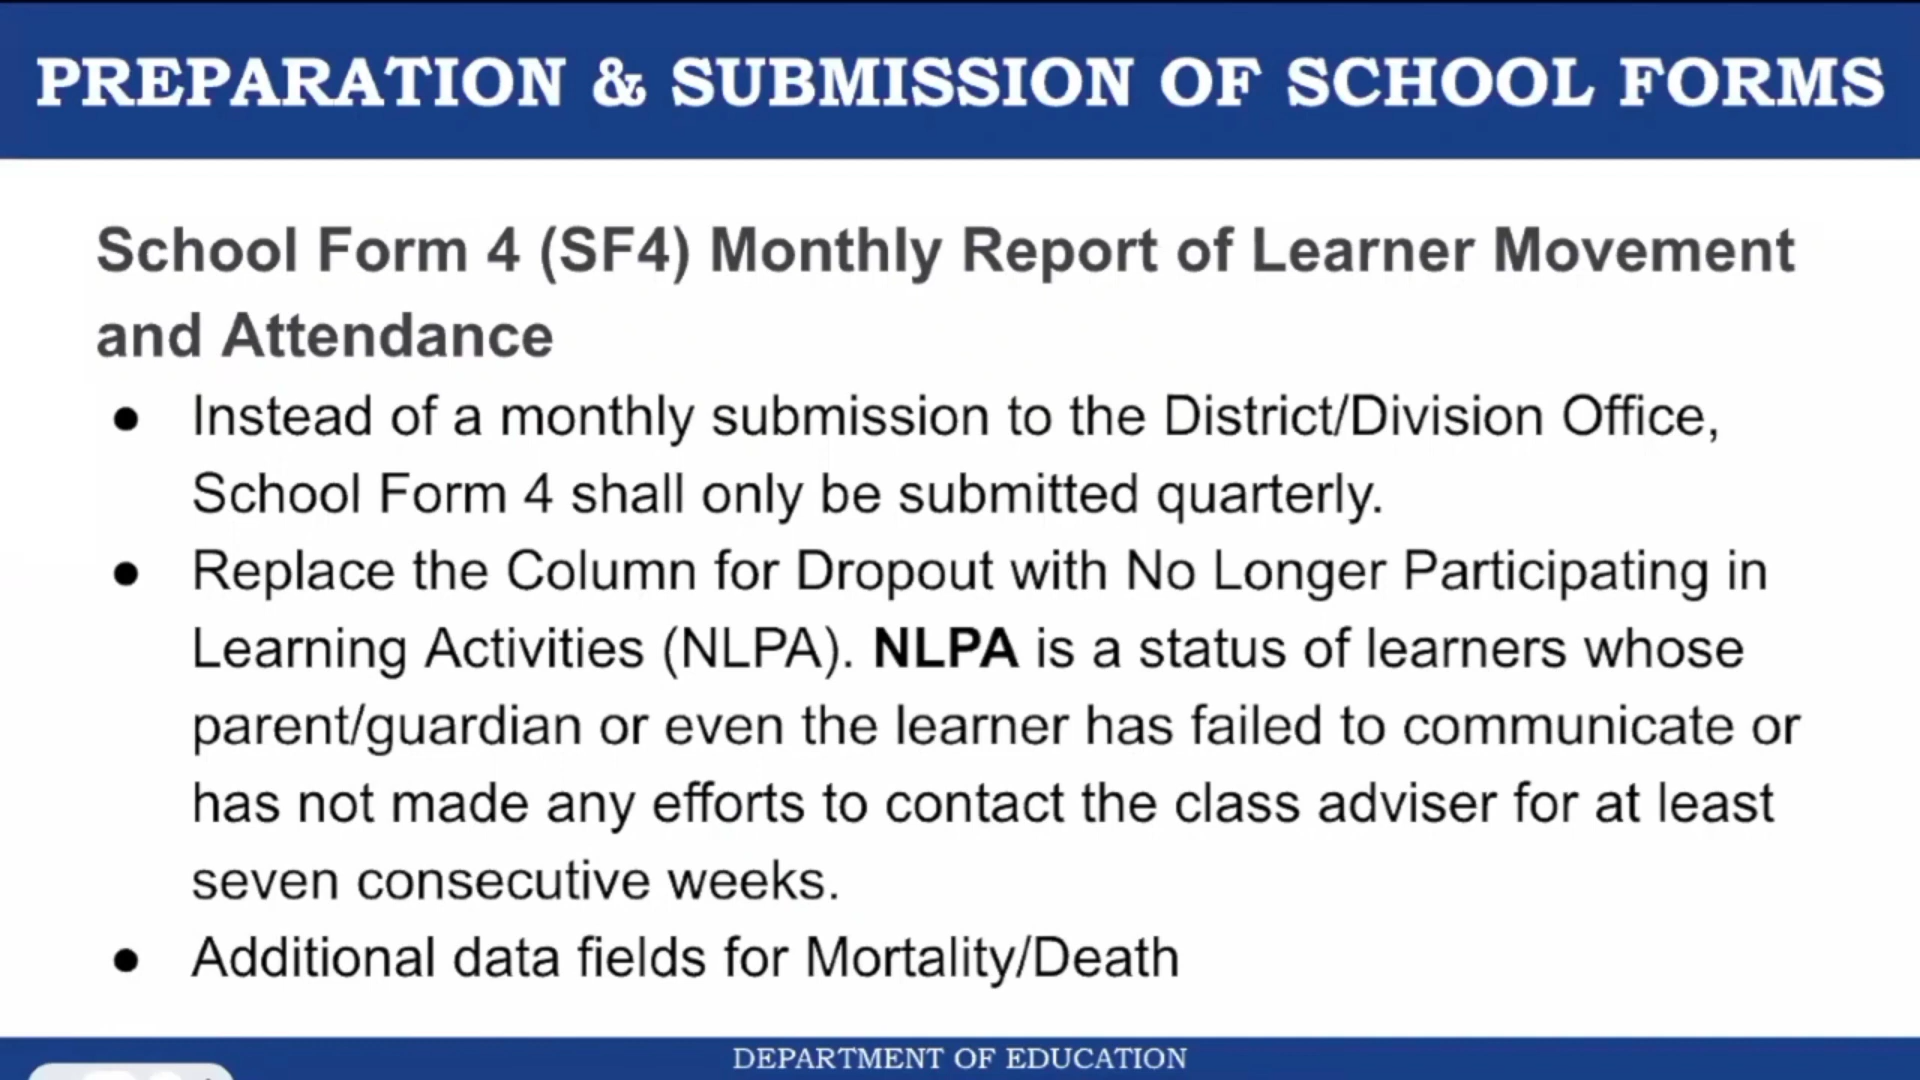 PREPARATION & SUBMISSION OF SCHOOL FORMS
School Form 4 (SF4) Monthly Report of Learner Movement
and Attendance
● Instead of a monthly submission to the District/Division Office,
School Form 4 shall only be submitted quarterly.
● Replace the Column for Dropout with No Longer Participating in
Learning Activities (NLPA). NLPA is a status of learners whose
parent/guardian or even the learner has failed to communicate or
has not made any efforts to contact the class adviser for at least
seven consecutive weeks.
● Additional data fields for Mortality/Death
DEPARTMENT OF EDUCATION